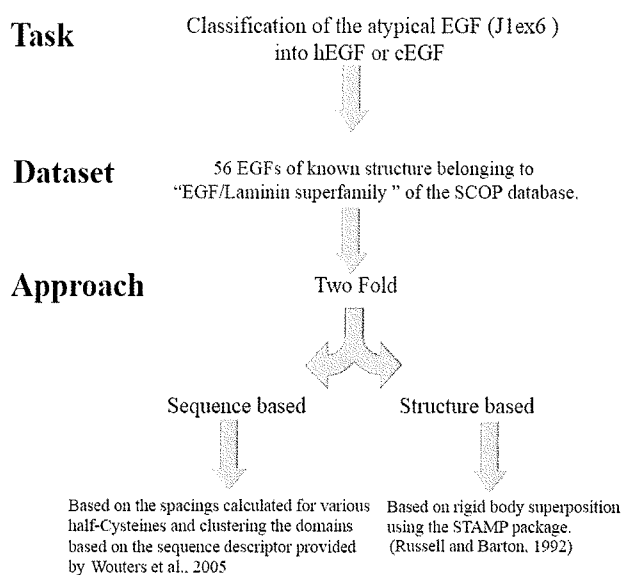 Task
Classification of the atypical EGF (J1ex6 )
into hEGF or cEGF
Dataset
56 EGFs of known structure belonging to
“EGF/Laminin superfamily ” of the SCOP database.
Approach
Two Fold
Sequence based
Structure based
Based on the spacings calculated for various
half-Cysteines and clustering the domains
based on the sequence descriptor provided
by Wouters et al., 2005
Based on rigid body superposition
using the STAMP package.
(Russell and Barton, 1992)